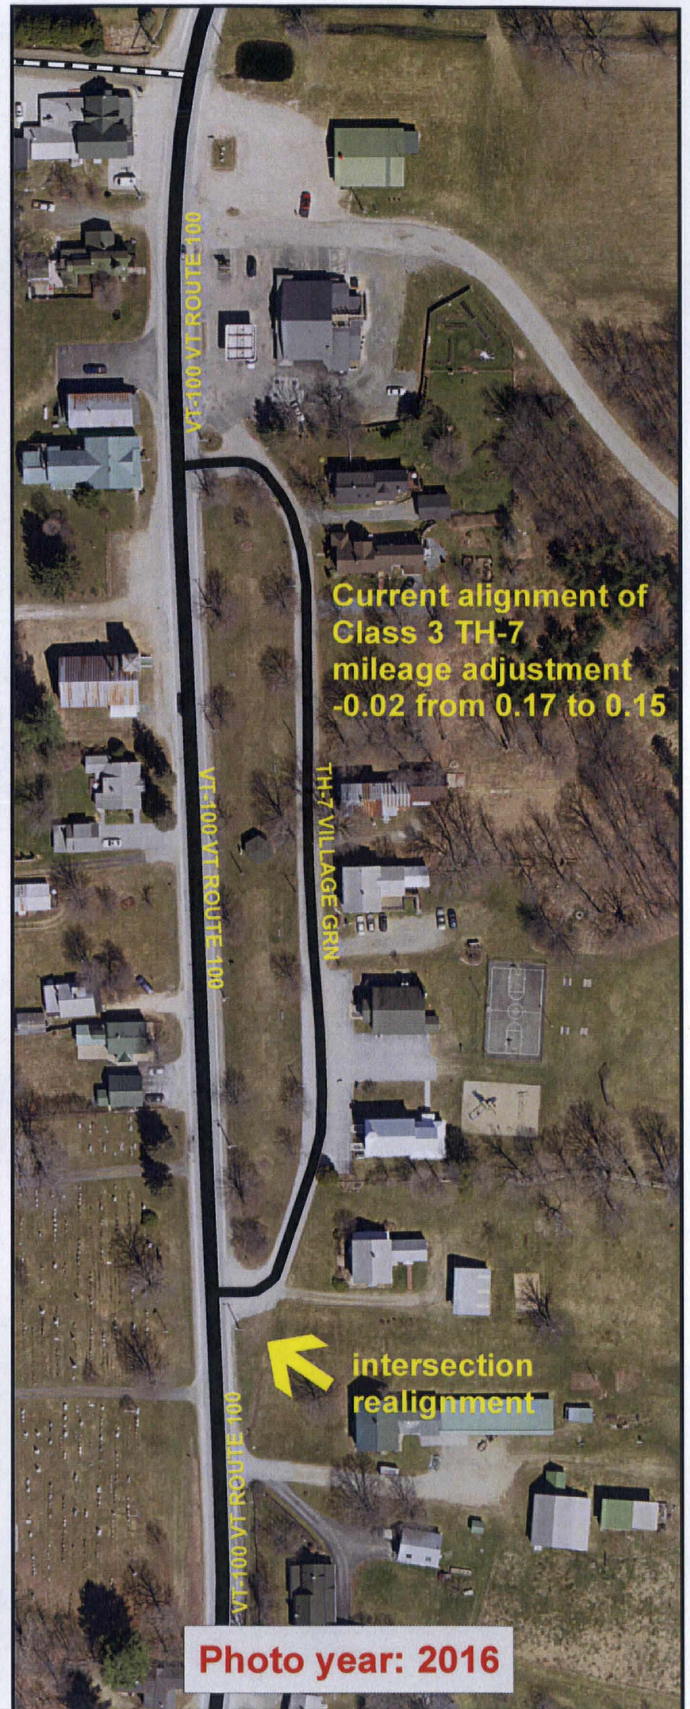 VT-100 VT ROUTE 100
Current alignment of
Class 3 TH-7
mileage adjustment
-0.02 from 0.17 to 0.15
VT-100 VT ROUTE 100
TH-7 VILLAGE GRN
intersection
realignment
VT-100 VT ROUTE 100
Photo year: 2016